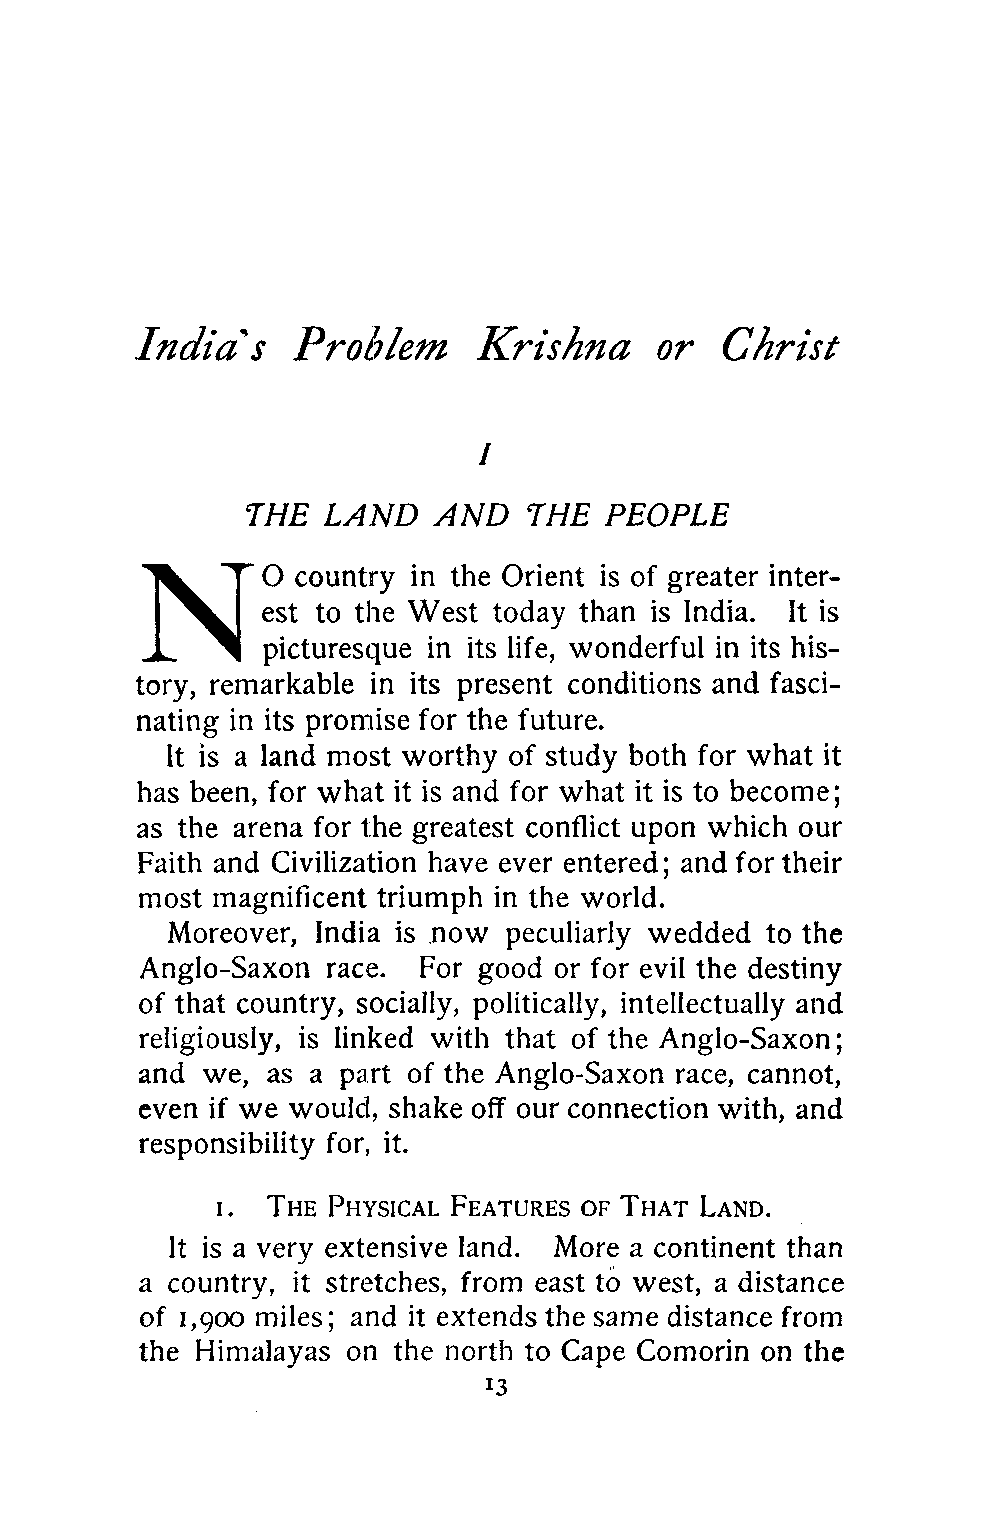 India's Problem Krishna or Christ
I
THE LAND AND THE PEOPLE
NO country in the Orient is of greater inter-
est to the West today than is India. It is
picturesque in its life, wonderful in its his-
tory, remarkable in its present conditions and fasci-
nating in its promise for the future.
It is a land most worthy of study both for what it
has been, for what it is and for what it is to become;
as the arena for the greatest conflict upon which our
Faith and Civilization have ever entered; and for their
most magnificent triumph in the world.
Moreover, India is now peculiarly wedded to the
Anglo-Saxon race. For good or for evil the destiny
of that country, socially, politically, intellectually and
religiously, is linked with that of the Anglo-Saxon;
and we, as a part of the Anglo-Saxon race, cannot,
even if we would, shake off our connection with, and
responsibility for, it.
1. THE PHYSICAL FEATURES OF THAT LAND.
It is a very extensive land. More a continent than
a country, it stretches, from east to west, a distance
of 1,900 miles; and it extends the same distance from
the Himalayas on the north to Cape Comorin on the
13